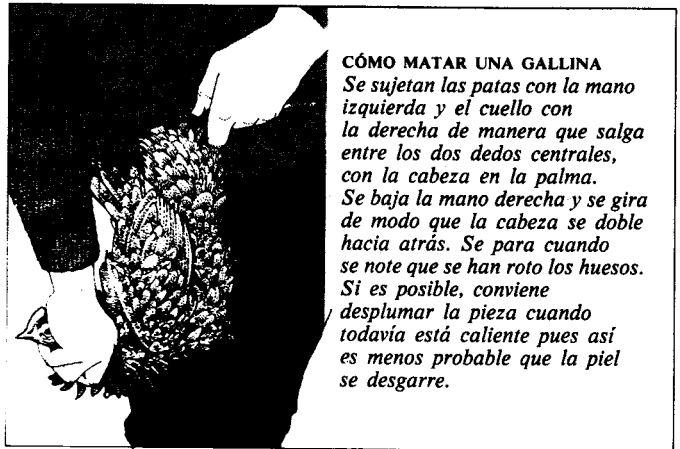 CÓMO MATAR UNA GALLINA
Se sujetan las patas con la mano
izquierda y el cuello con
la derecha de manera que salga
entre los dos dedos centrales,
con la cabeza en la palma.
Se baja la mano derecha y se gira
de modo que la cabeza se doble
hacia atrás. Se para cuando
se note que se han roto los huesos.
Si es posible, conviene
desplumar la pieza cuando
todavía está caliente pues así
es menos probable que la piel
se desgarre.